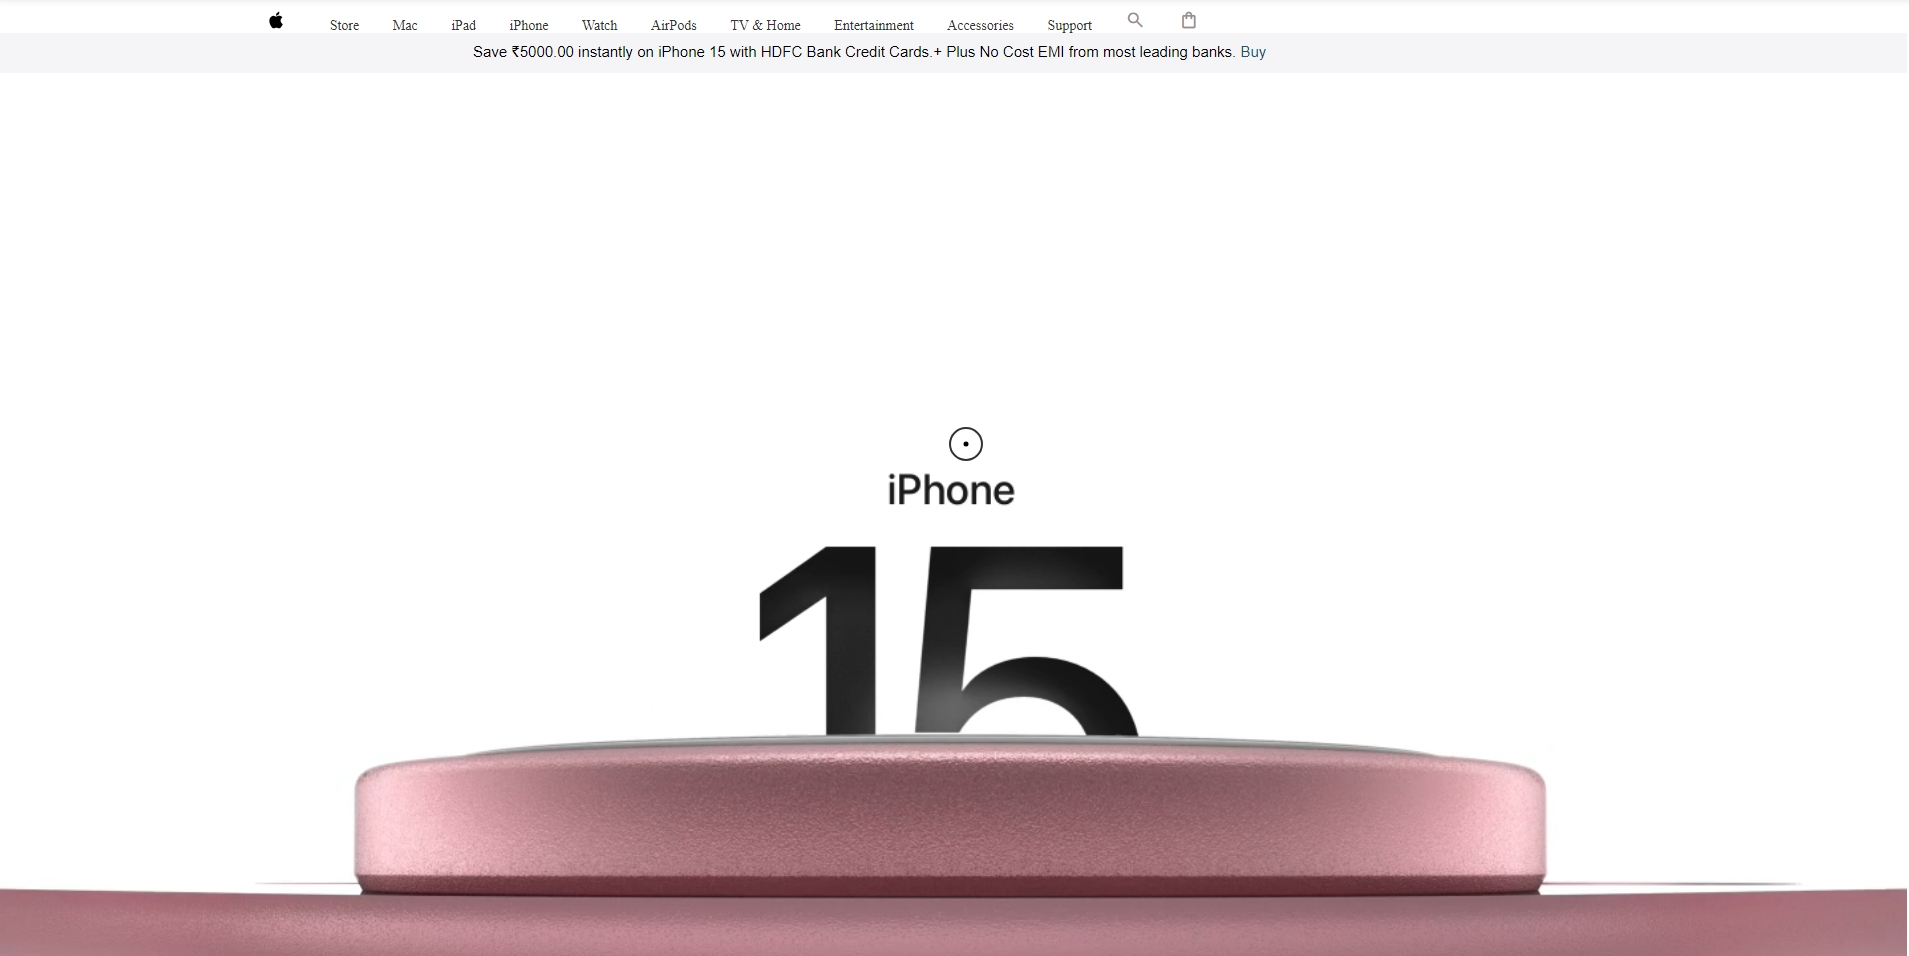 Store Mac iPad iPhone Watch AirPods TV & Home Entertainment Accessories Support
Save ₹5000.00 instantly on iPhone 15 with HDFC Bank Credit Cards.+ Plus No Cost EMI from most leading banks. Buy
iPhone
15